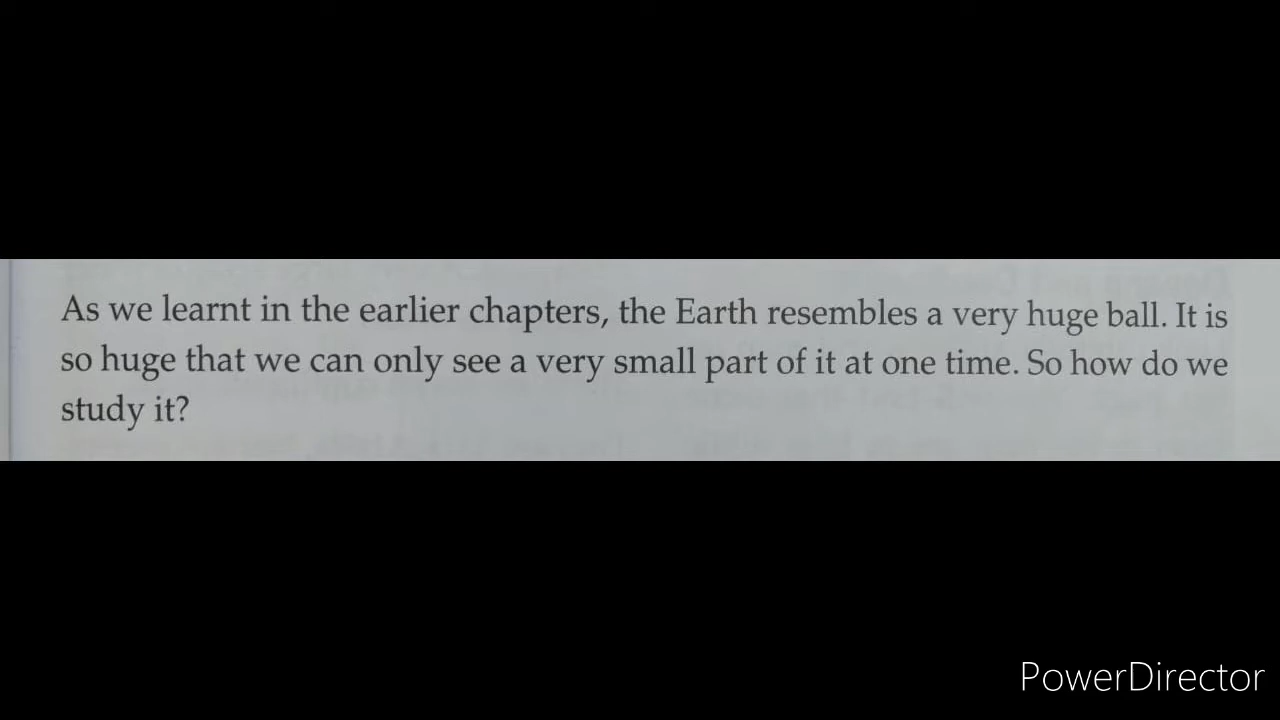 As we learnt in the earlier chapters, the Earth resembles a very huge ball. It is
so huge that we can only see a very small part of it at one time. So how do we
study it?
PowerDirector